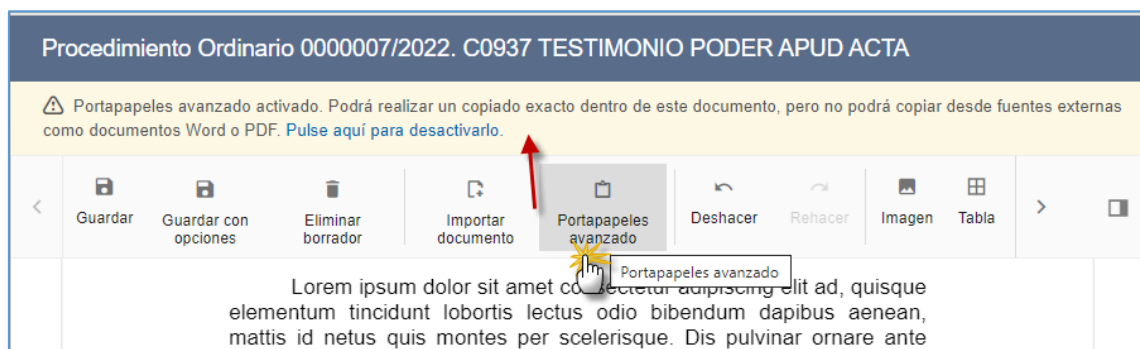 Procedimiento Ordinario 0000007/2022. C0937 TESTIMONIO PODER APUD ACTA
Portapapeles avanzado activado. Podrá realizar un copiado exacto dentro de este documento, pero no podrá copiar desde fuentes externas
como documentos Word o PDF. Pulse aquí para desactivarlo.
Guardar
Guardar con
opciones
Eliminar
borrador
Importar
documento
Portapapeles
avanzado
Deshacer
Rehacer
Imagen
Tabla
Portapapeles avanzado
Lorem ipsum dolor sit amet adipiscing elit ad, quisque
elementum tincidunt lobortis lectus odio bibendum dapibus aenean,
mattis id netus quis montes per scelerisque. Dis pulvinar ornare ante